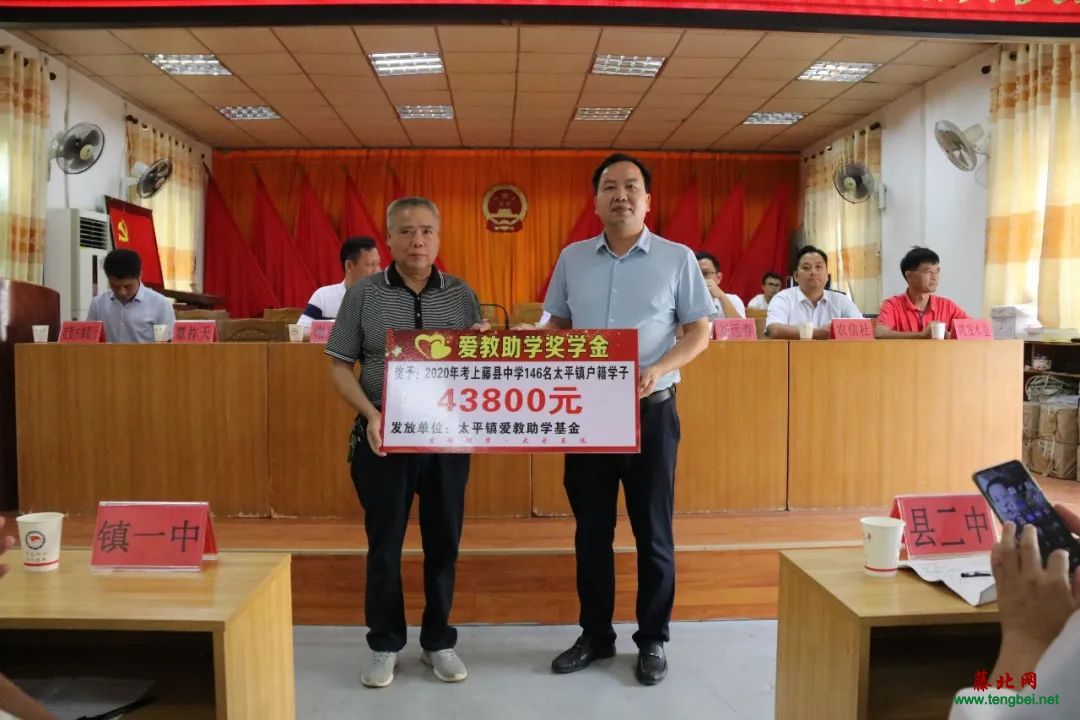 爱教助学奖学金
奖予：2020年考上藤县中学146名太平镇户籍学子
43800元
发放单位：太平镇爱教助学基金
覃祚天
农信社
镇一中
县二中
藤北网
www.tengbei.net